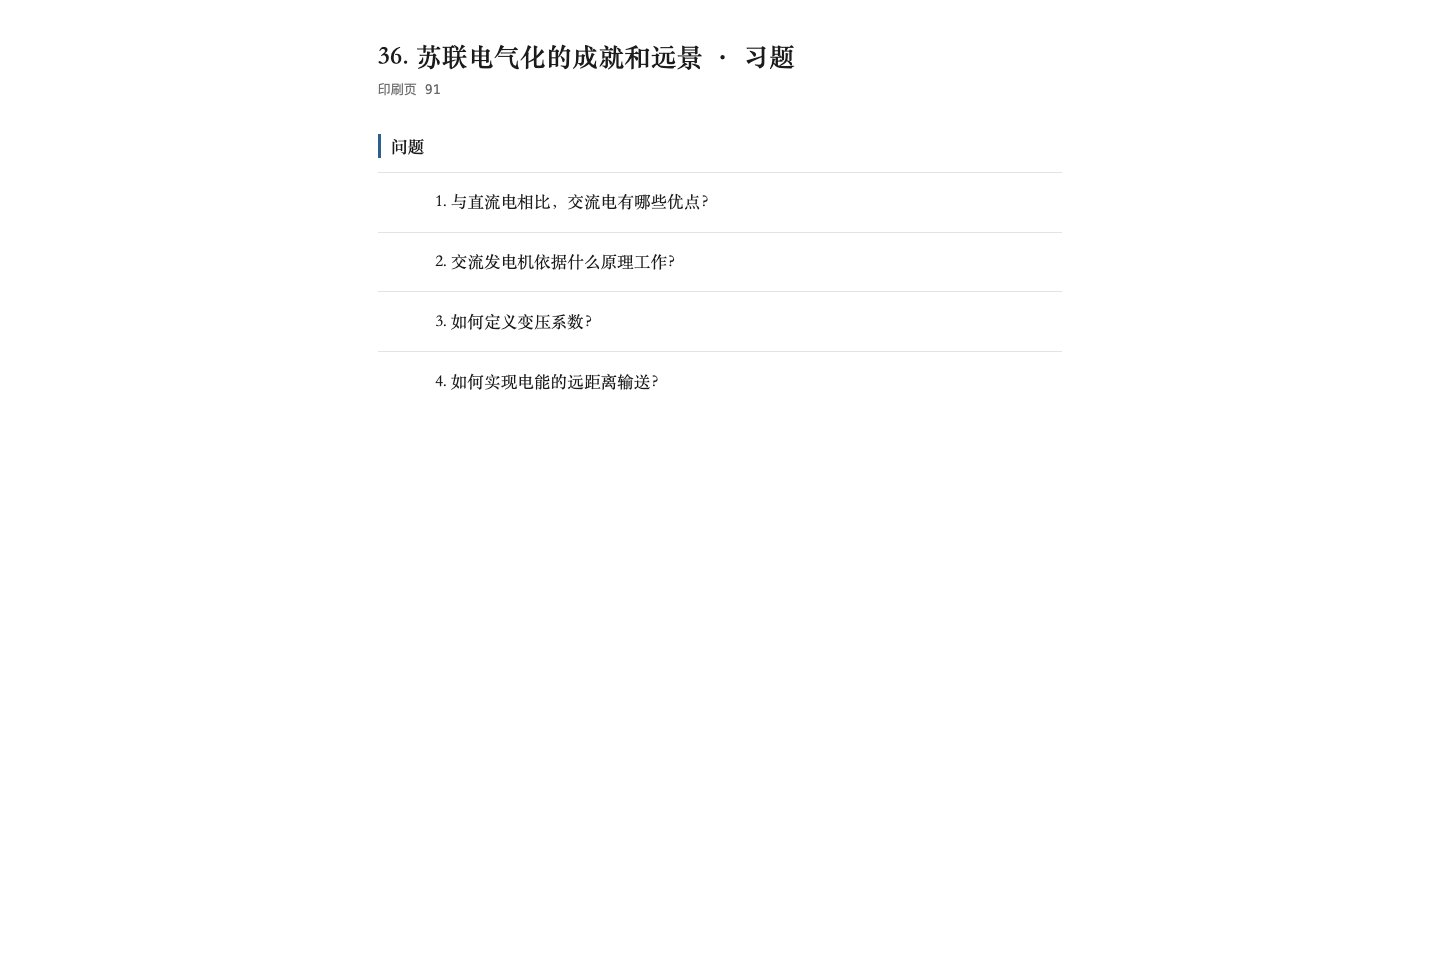 36. 苏联电气化的成就和远景 · 习题
印刷页 91
问题
1. 与直流电相比，交流电有哪些优点？
2. 交流发电机依据什么原理工作？
3. 如何定义变压系数？
4. 如何实现电能的远距离输送？